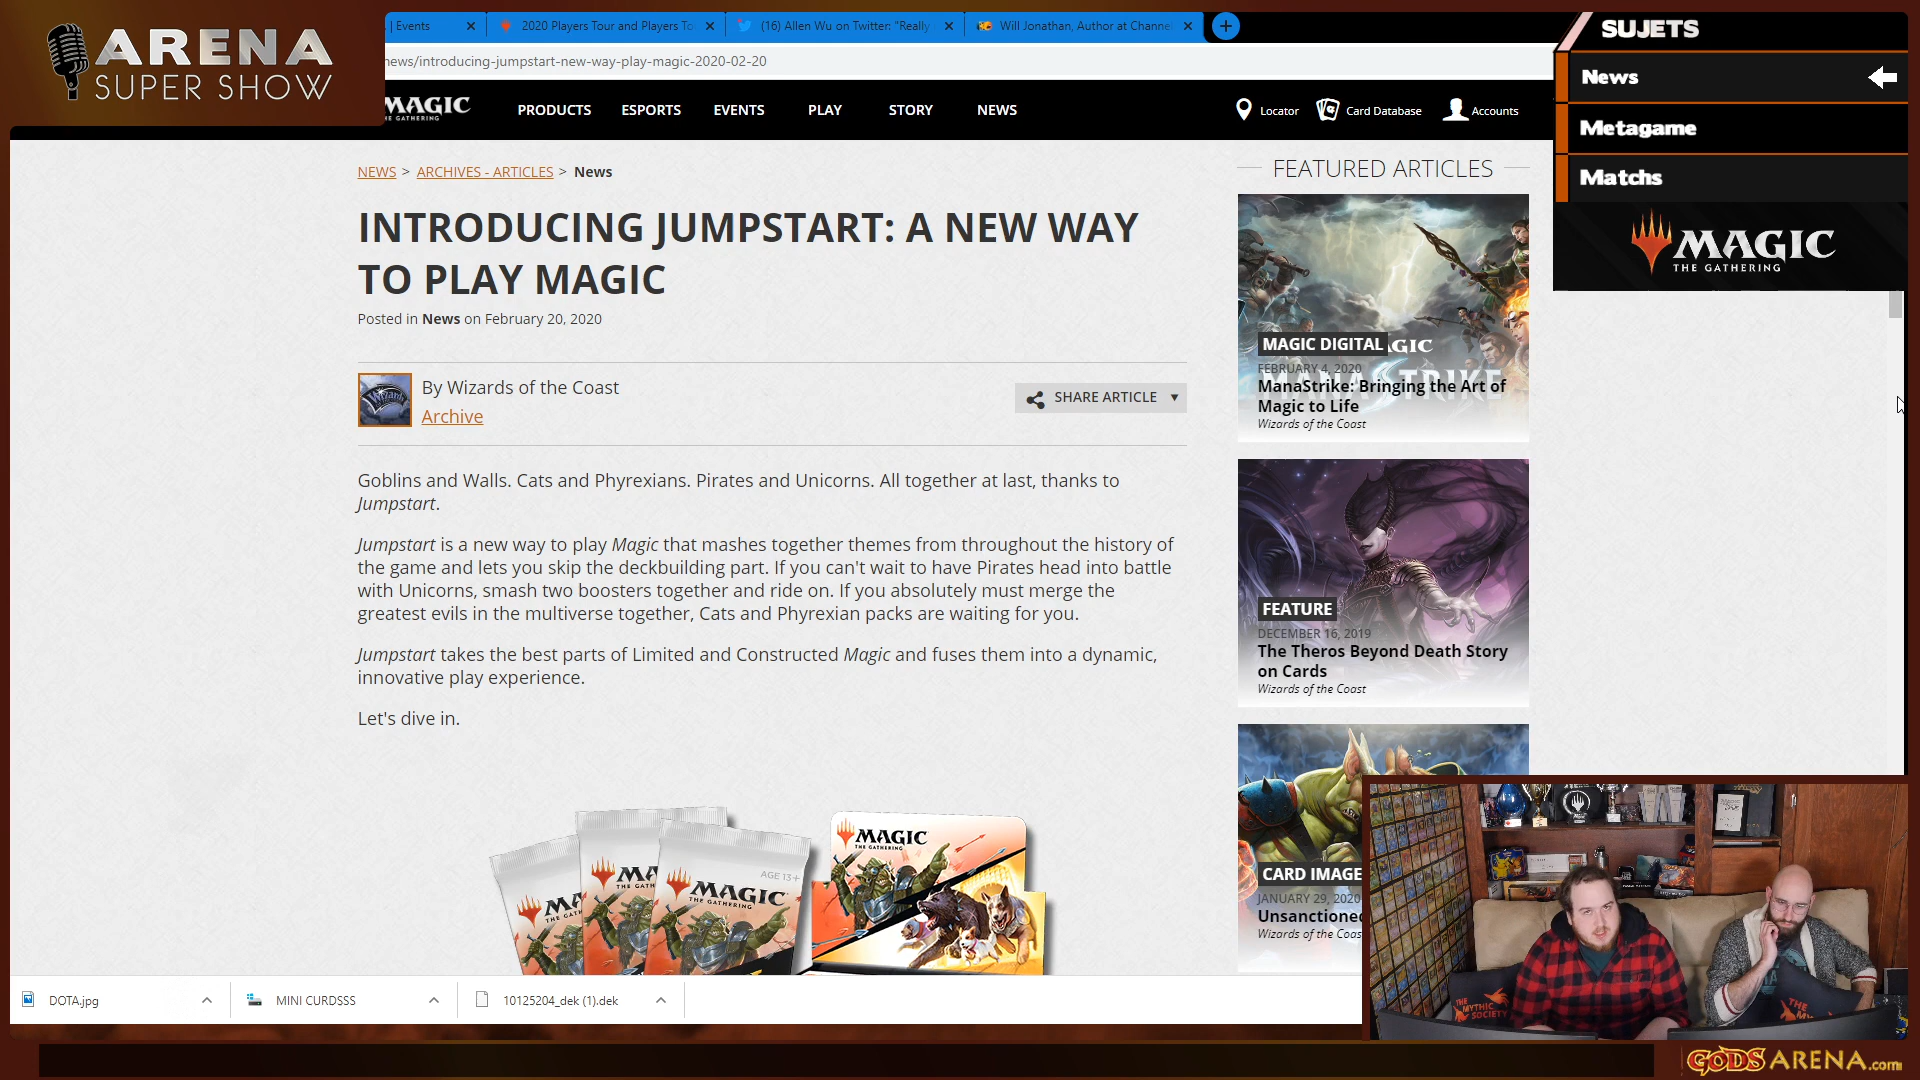 ARENA
SUPER SHOW
| Events
2020 Players Tour and Players To
(16) Allen Wu on Twitter: "Really
Will Jonathan, Author at Channel
news/introducing-jumpstart-new-way-play-magic-2020-02-20
MAGIC
THE GATHERING
PRODUCTS
ESPORTS
EVENTS
PLAY
STORY
NEWS
Locator
Card Database
Accounts
SUJETS
News
Metagame
Matchs
MAGIC
THE GATHERING
NEWS > ARCHIVES - ARTICLES > News
INTRODUCING JUMPSTART: A NEW WAY
TO PLAY MAGIC
Posted in News on February 20, 2020
By Wizards of the Coast
Archive
SHARE ARTICLE
Goblins and Walls. Cats and Phyrexians. Pirates and Unicorns. All together at last, thanks to
Jumpstart.
Jumpstart is a new way to play Magic that mashes together themes from throughout the history of
the game and lets you skip the deckbuilding part. If you can't wait to have Pirates head into battle
with Unicorns, smash two boosters together and ride on. If you absolutely must merge the
greatest evils in the multiverse together, Cats and Phyrexian packs are waiting for you.
Jumpstart takes the best parts of Limited and Constructed Magic and fuses them into a dynamic,
innovative play experience.
Let's dive in.
MAGIC
THE GATHERING
AGE 13+
MAGIC
THE GATHERING
FEATURED ARTICLES
MAGIC DIGITAL
FEBRUARY 4, 2020
ManaStrike: Bringing the Art of
Magic to Life
Wizards of the Coast
FEATURE
DECEMBER 16, 2019
The Theros Beyond Death Story
on Cards
Wizards of the Coast
CARD IMAGE
JANUARY 29, 2020
Unsanctioned
Wizards of the Coas
THE MYTHIC
SOCIETY
DOTA.jpg
MINI CURDSSS
10125204_dek (1).dek
GODSARENA.com